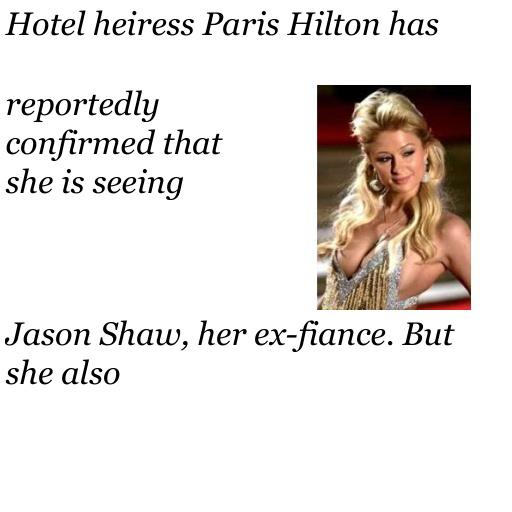 Hotel heiress Paris Hilton has
reportedly
confirmed that
she is seeing
Jason Shaw, her ex-fiance. But
she also